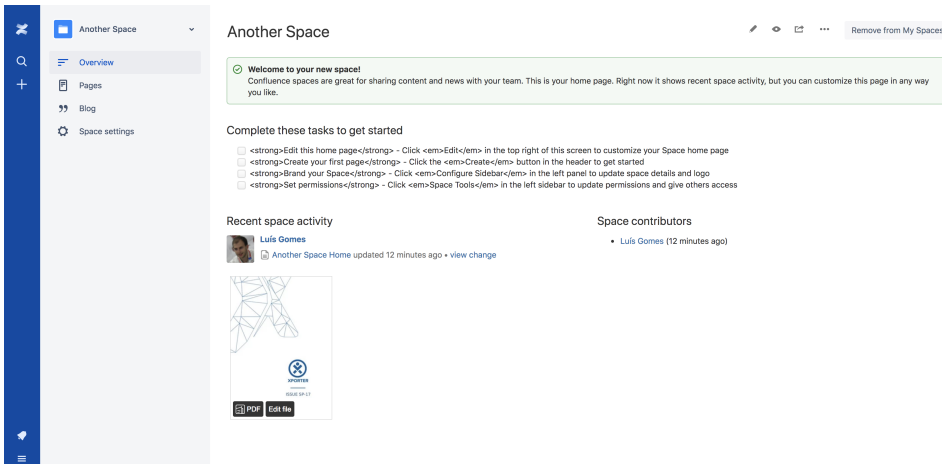 Another Space
Overview
Pages
Blog
Space settings
Another Space
Remove from My Spaces
Welcome to your new space!
Confluence spaces are great for sharing content and news with your team. This is your home page. Right now it shows recent space activity, but you can customize this page in any way
you like.
Complete these tasks to get started
<strong>Edit this home page</strong> - Click <em>Edit</em> in the top right of this screen to customize your Space home page
<strong>Create your first page</strong> - Click the <em>Create</em> button in the header to get started
<strong>Brand your Space</strong> - Click <em>Configure Sidebar</em> in the left panel to update space details and logo
<strong>Set permissions</strong> - Click <em>Space Tools</em> in the left sidebar to update permissions and give others access
Recent space activity
Luís Gomes
Another Space Home updated 12 minutes ago • view change
Space contributors
• Luís Gomes (12 minutes ago)
XPORTER
ISSUE SP-17
PDF Edit file